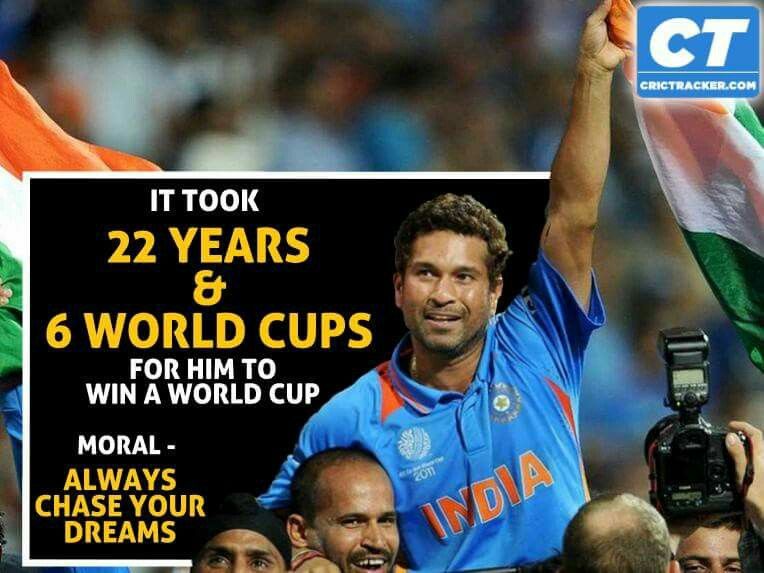 CT
CRICTRACKER.COM
IT TOOK
22 YEARS
&
6 WORLD CUPS
FOR HIM TO
WIN A WORLD CUP
MORAL -
ALWAYS
CHASE YOUR
DREAMS
2011
INDIA